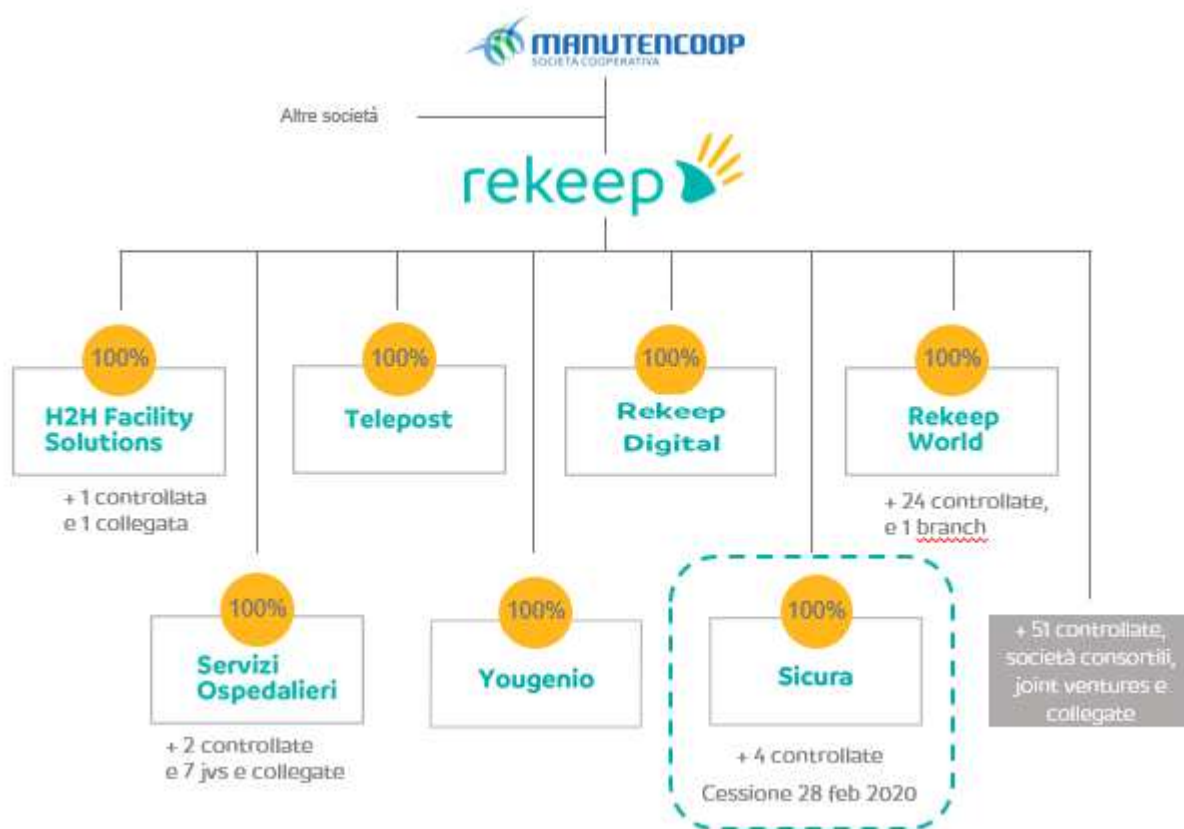 MANUTENCOOP
SOCIETÀ COOPERATIVA
Altre società
rekeep
100%
H2H Facility
Solutions
+ 1 controllata
e 1 collegata
100%
Telepost
100%
Rekeep
Digital
100%
Rekeep
World
+ 24 controllate,
e 1 branch
100%
Servizi
Ospedalieri
+ 2 controllate
e 7 jvs e collegate
100%
Yougenio
100%
Sicura
+ 4 controllate
Cessione 28 feb 2020
+ 51 controllate,
società consortili,
joint ventures e
collegate